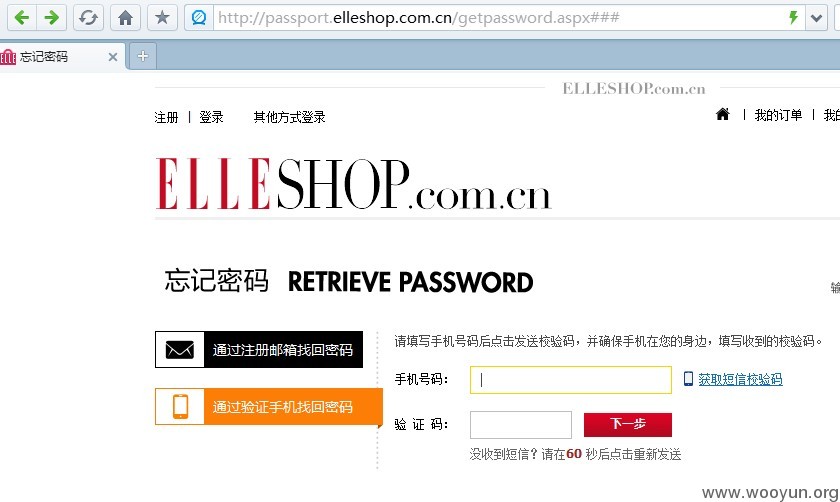 http://passport.elleshop.com.cn/getpassword.aspx###
忘记密码
ELLESHOP.com.cn
注册 | 登录 其他方式登录
我的订单 | 我的
ELLESHOP.com.cn
忘记密码 RETRIEVE PASSWORD
输
通过注册邮箱找回密码
通过验证手机找回密码
请填写手机号码后点击发送校验码，并确保手机在您的身边，填写收到的校验码。
手机号码： 获取短信校验码
验 证 码： 下一步
没收到短信？请在60 秒后点击重新发送
www.wooyun.org